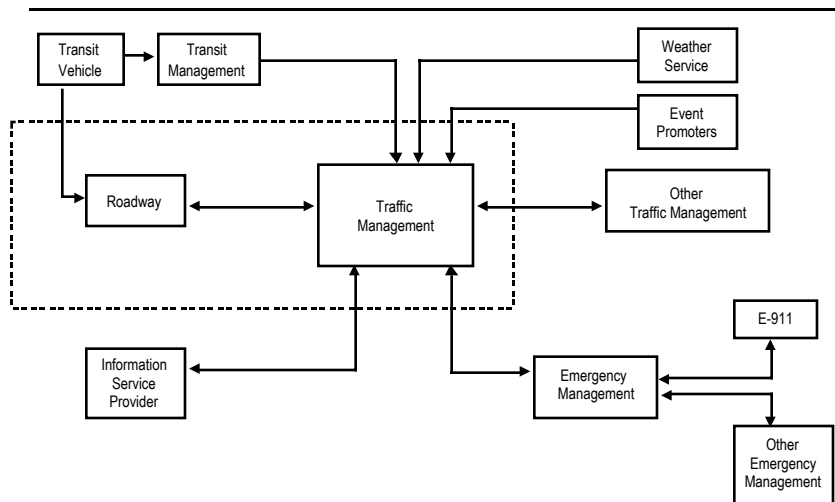 Transit
Vehicle
Transit
Management
Weather
Service
Event
Promoters
Roadway
Traffic
Management
Other
Traffic Management
E-911
Information
Service
Provider
Emergency
Management
Other
Emergency
Management